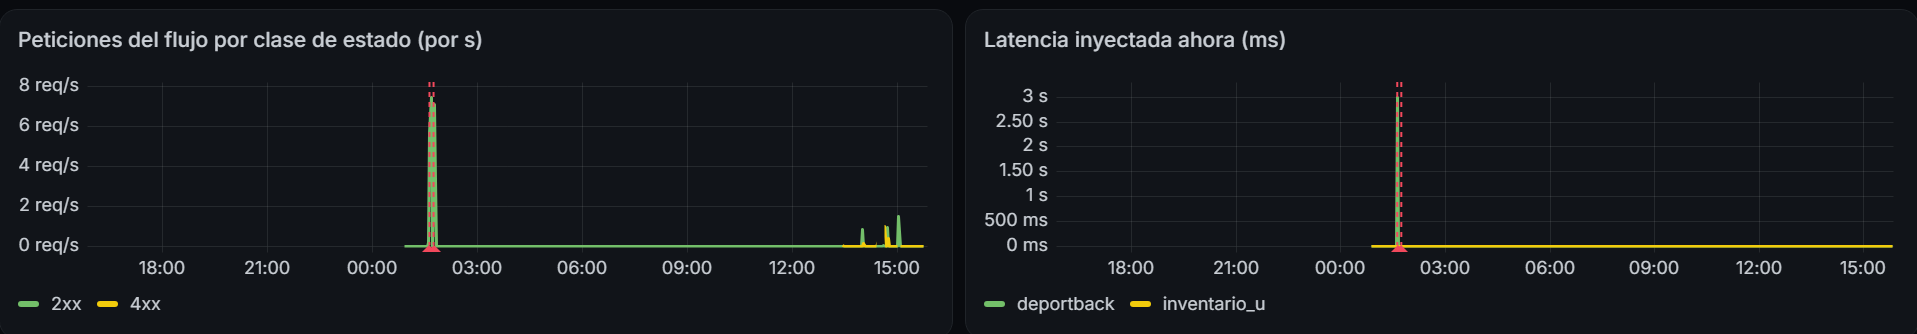 Peticiones del flujo por clase de estado (por s)
8 req/s
6 req/s
4 req/s
2 req/s
0 req/s
18:00 21:00 00:00 03:00 06:00 09:00 12:00 15:00
2xx 4xx
Latencia inyectada ahora (ms)
3 s
2.50 s
2 s
1.50 s
1 s
500 ms
0 ms
18:00 21:00 00:00 03:00 06:00 09:00 12:00 15:00
deportback inventario_u